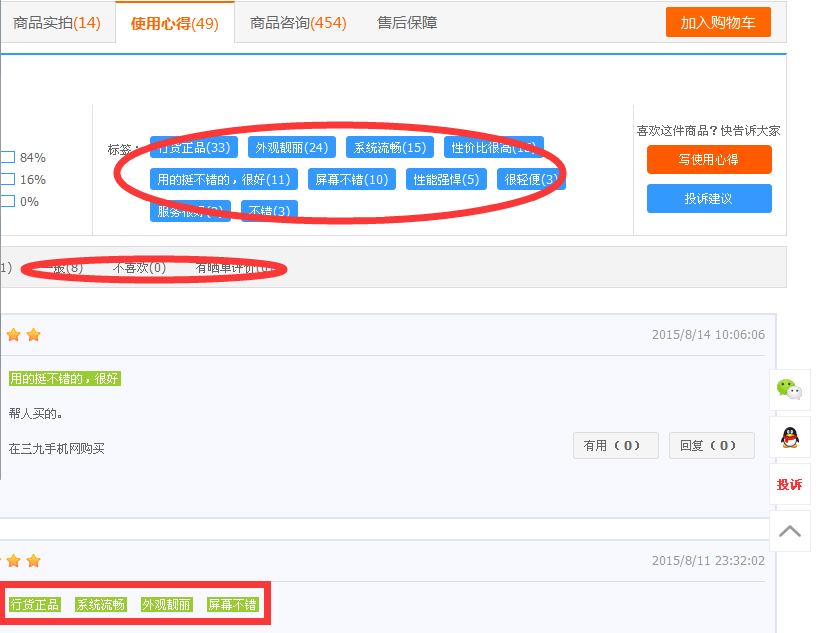 商品实拍(14) 使用心得(49) 商品咨询(454) 售后保障 加入购物车
84%
16%
0%
标签：
行货正品(33) 外观靓丽(24) 系统流畅(15) 性价比很高
用的挺不错的，很好(11) 屏幕不错(10) 性能强悍(5) 很轻便(3)
服务很好 不错(3)
喜欢这件商品？快告诉大家
写使用心得
投诉建议
1) 般(8) 不喜欢(0) 有晒单评价
2015/8/14 10:06:06
用的挺不错的，很好
帮人买的。
在三九手机网购买
有用（0） 回复（0）
投诉
2015/8/11 23:32:02
行货正品 系统流畅 外观靓丽 屏幕不错